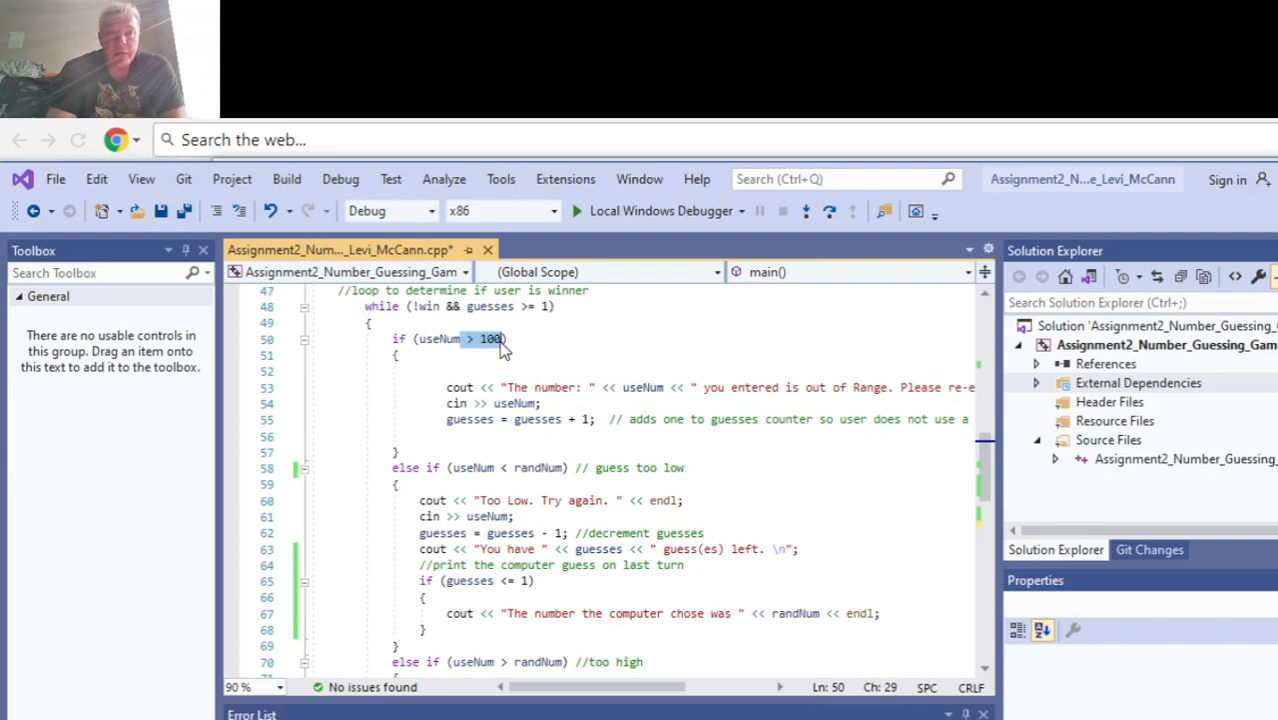 Search the web...
File Edit View Git Project Build Debug Test Analyze Tools Extensions Window Help Search (Ctrl+Q) Assignment2_N...e_Levi_McCann Sign in
Debug x86 Local Windows Debugger
Toolbox
Search Toolbox
General
There are no usable controls in
this group. Drag an item onto
this text to add it to the toolbox.
Assignment2_Num..._Levi_McCann.cpp*
Assignment2_Number_Guessing_Gam (Global Scope) main()
47 //loop to determine if user is winner
48 while (!win && guesses >= 1)
49 {
50 if (useNum > 100)
51 {
52
53 cout << "The number: " << useNum << " you entered is out of Range. Please re-e
54 cin >> useNum;
55 guesses = guesses + 1; // adds one to guesses counter so user does not use a
56
57 }
58 else if (useNum < randNum) // guess too low
59 {
60 cout << "Too Low. Try again. " << endl;
61 cin >> useNum;
62 guesses = guesses - 1; //decrement guesses
63 cout << "You have " << guesses << " guess(es) left. \n";
64 //print the computer guess on last turn
65 if (guesses <= 1)
66 {
67 cout << "The number the computer chose was " << randNum << endl;
68 }
69 }
70 else if (useNum > randNum) //too high
90 % No issues found Ln: 50 Ch: 29 SPC CRLF
Error List
Solution Explorer
Search Solution Explorer (Ctrl+;)
Solution 'Assignment2_Number_Guessing_
Assignment2_Number_Guessing_Gam
References
External Dependencies
Header Files
Resource Files
Source Files
Assignment2_Number_Guessing_
Solution Explorer Git Changes
Properties